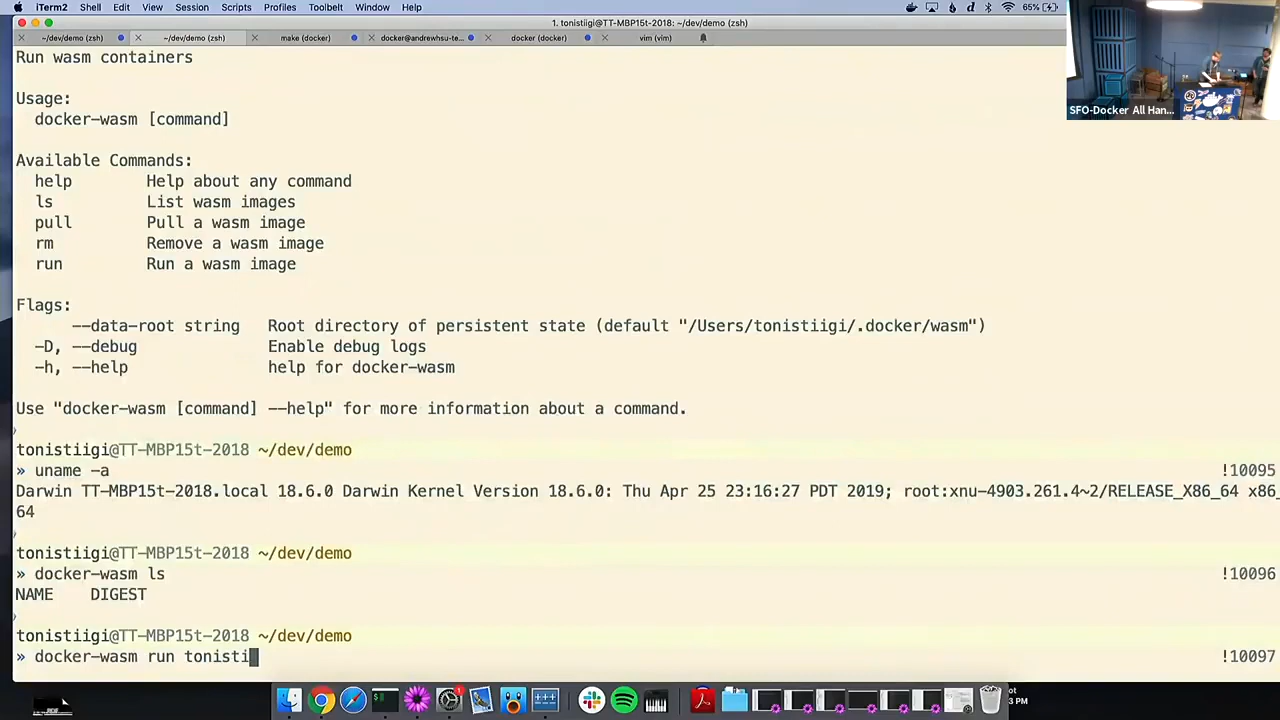 iTerm2 Shell Edit View Session Scripts Profiles Toolbelt Window Help 65%
1. tonistiigi@TT-MBP15t-2018: ~/dev/demo (zsh)
~/dev/demo (zsh) ~/dev/demo (zsh) make (docker) docker@andrewhsu-te... docker (docker) vim (vim)
SFO-Docker All Han...
Run wasm containers
Usage:
docker-wasm [command]
Available Commands:
help Help about any command
ls List wasm images
pull Pull a wasm image
rm Remove a wasm image
run Run a wasm image
Flags:
--data-root string Root directory of persistent state (default "/Users/tonistiigi/.docker/wasm")
-D, --debug Enable debug logs
-h, --help help for docker-wasm
Use "docker-wasm [command] --help" for more information about a command.
tonistiigi@TT-MBP15t-2018 ~/dev/demo
» uname -a !10095
Darwin TT-MBP15t-2018.local 18.6.0 Darwin Kernel Version 18.6.0: Thu Apr 25 23:16:27 PDT 2019; root:xnu-4903.261.4~2/RELEASE_X86_64 x86_
64
tonistiigi@TT-MBP15t-2018 ~/dev/demo
» docker-wasm ls !10096
NAME DIGEST
tonistiigi@TT-MBP15t-2018 ~/dev/demo
» docker-wasm run tonisti !10097
ot
3 PM